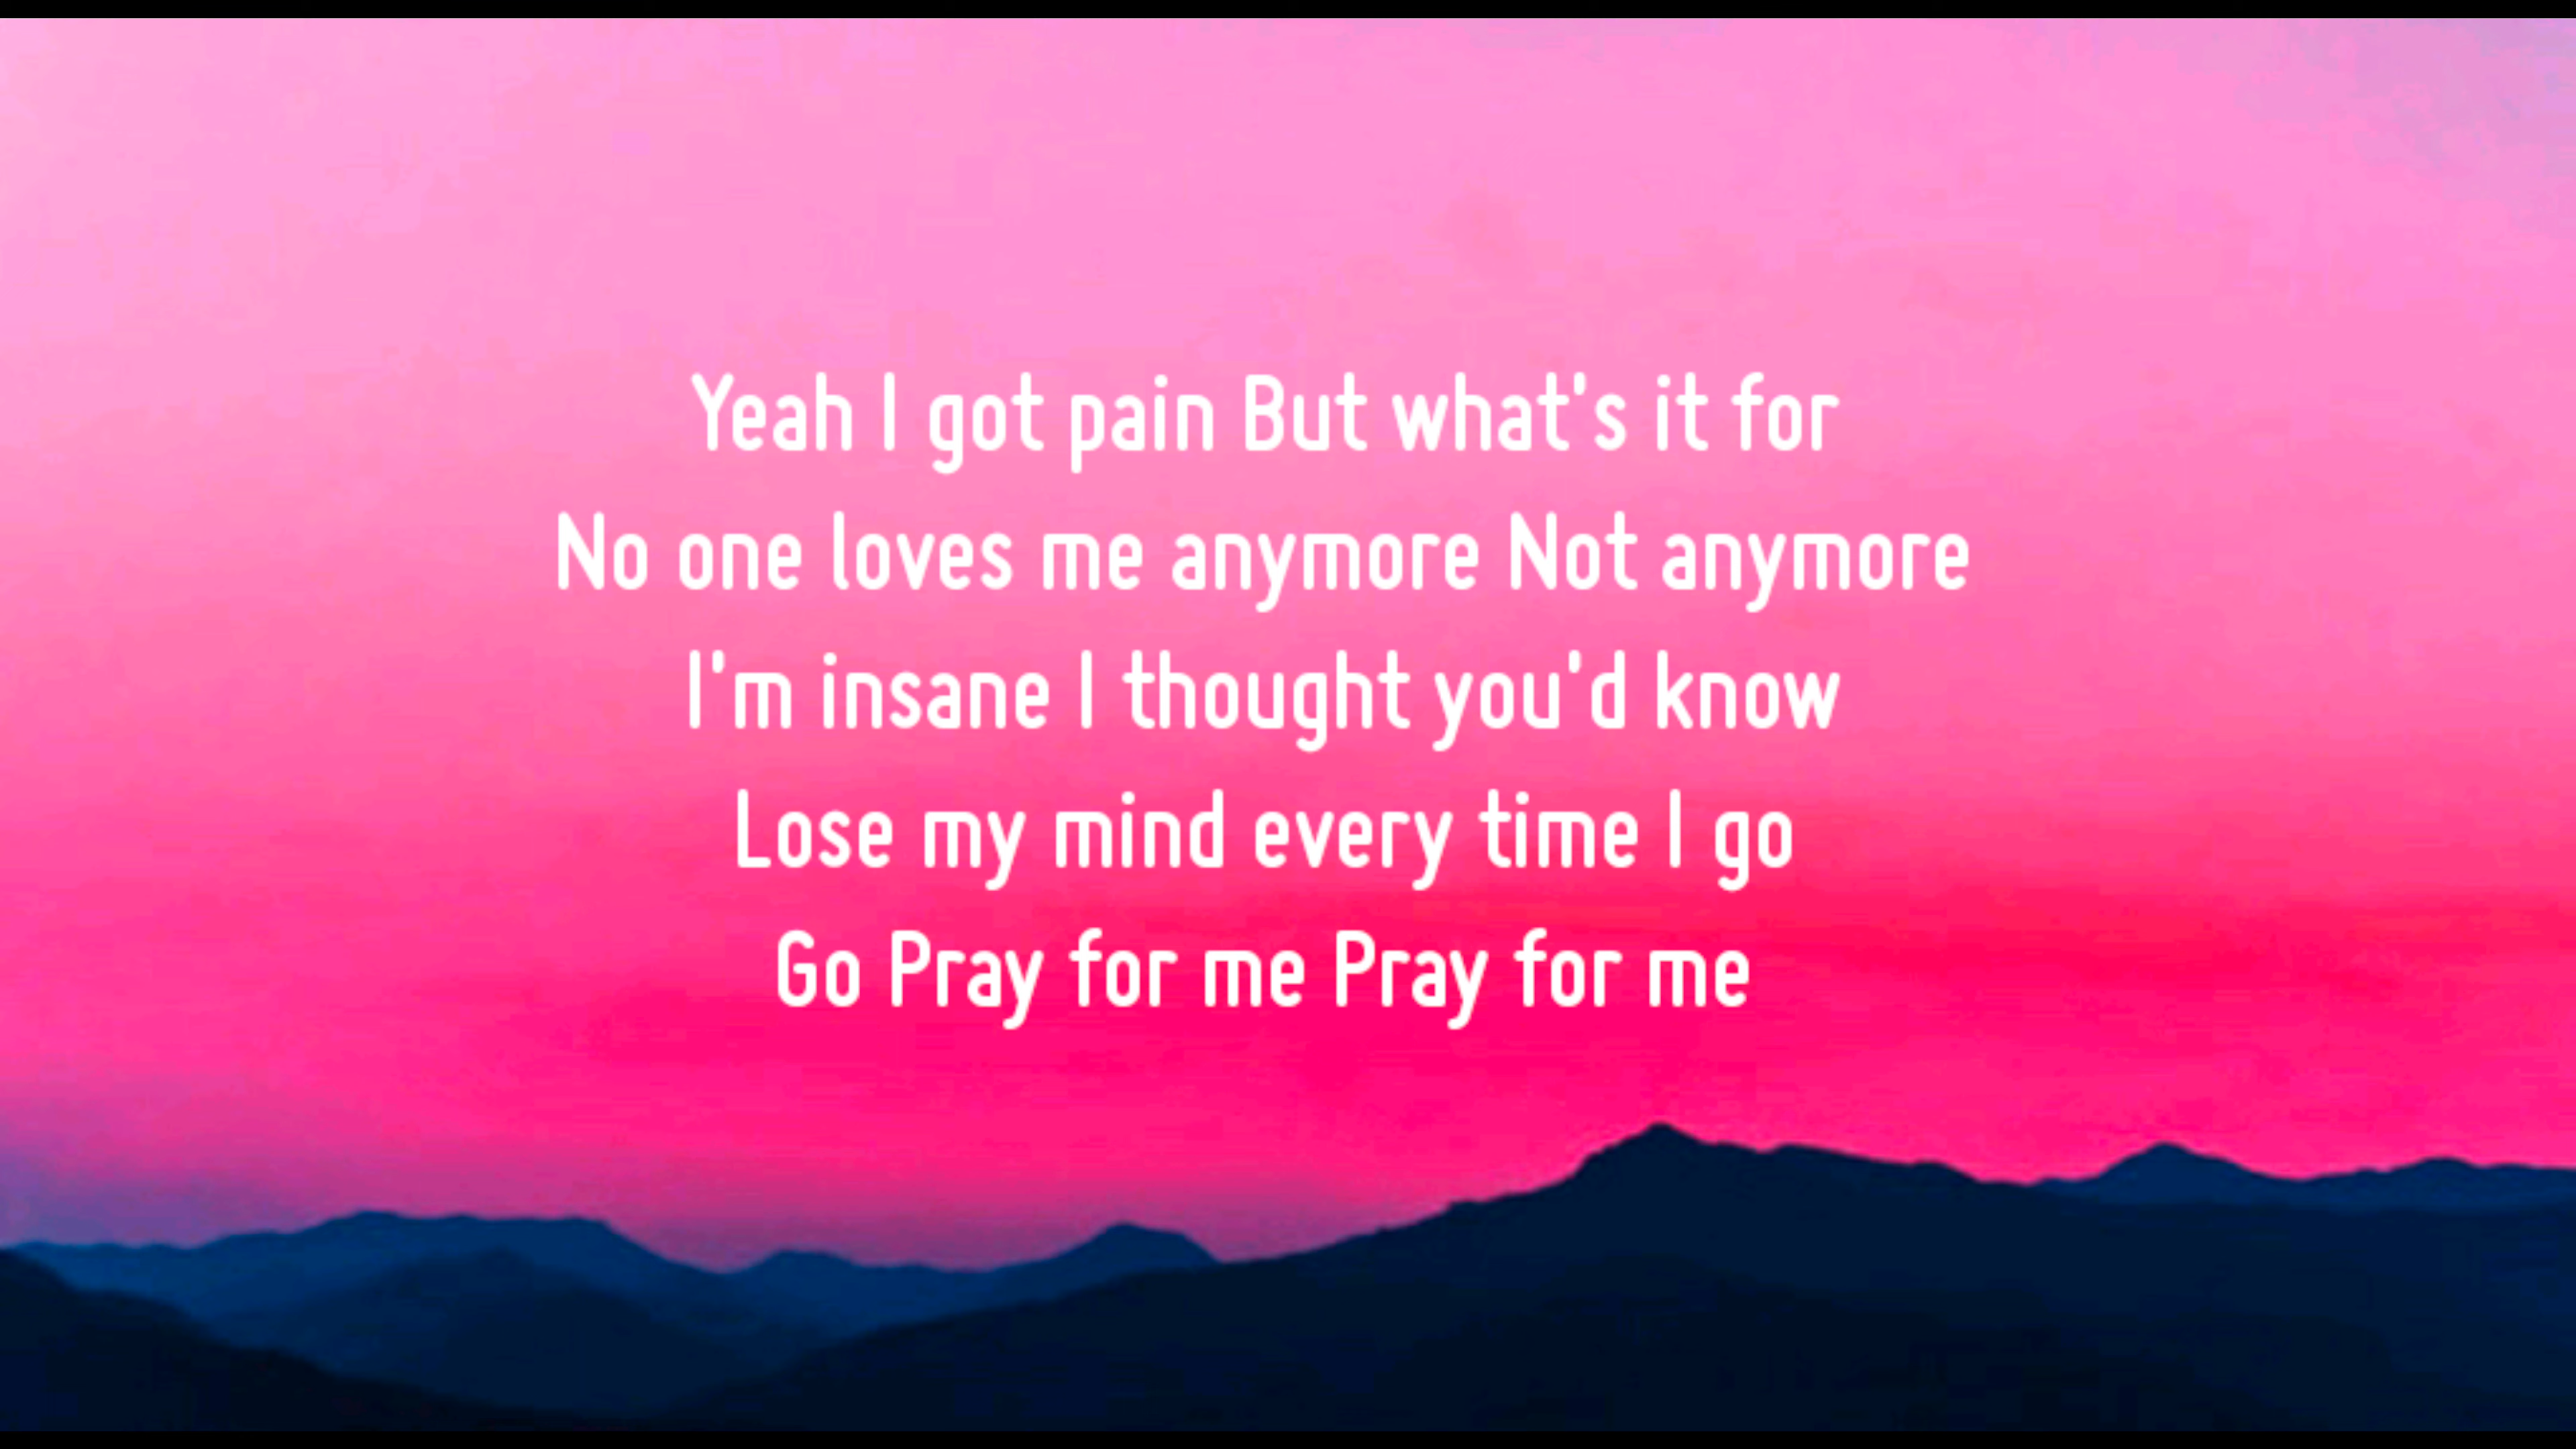 Yeah I got pain But what's it for
No one loves me anymore Not anymore
I'm insane I thought you'd know
Lose my mind every time I go
Go Pray for me Pray for me